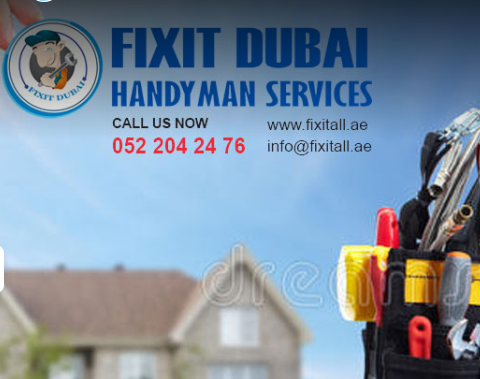 FIXIT DUBAI
FIXIT DUBAI
HANDYMAN SERVICES
CALL US NOW
052 204 24 76
www.fixitall.ae
info@fixitall.ae
dreams